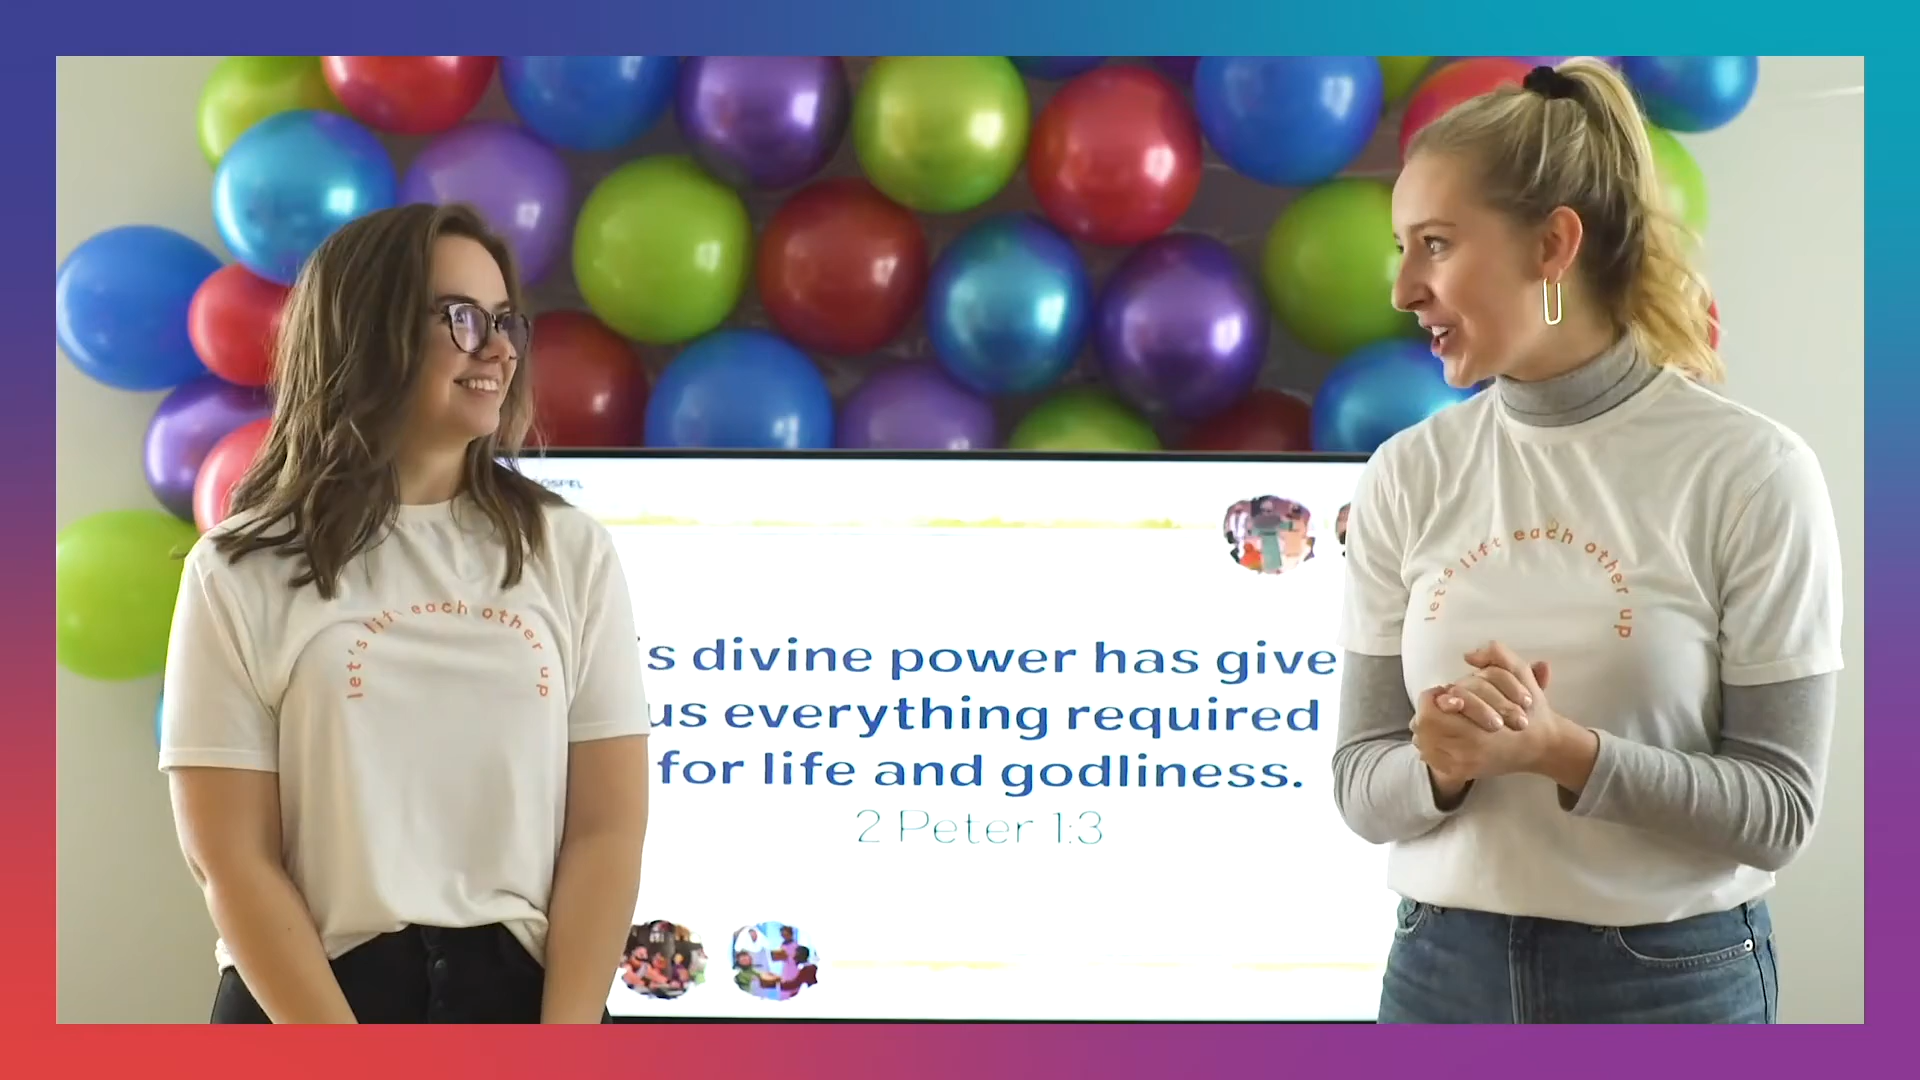 let's lift each other up
let's lift each other up
s divine power has give
us everything required
for life and godliness.
2 Peter 1:3